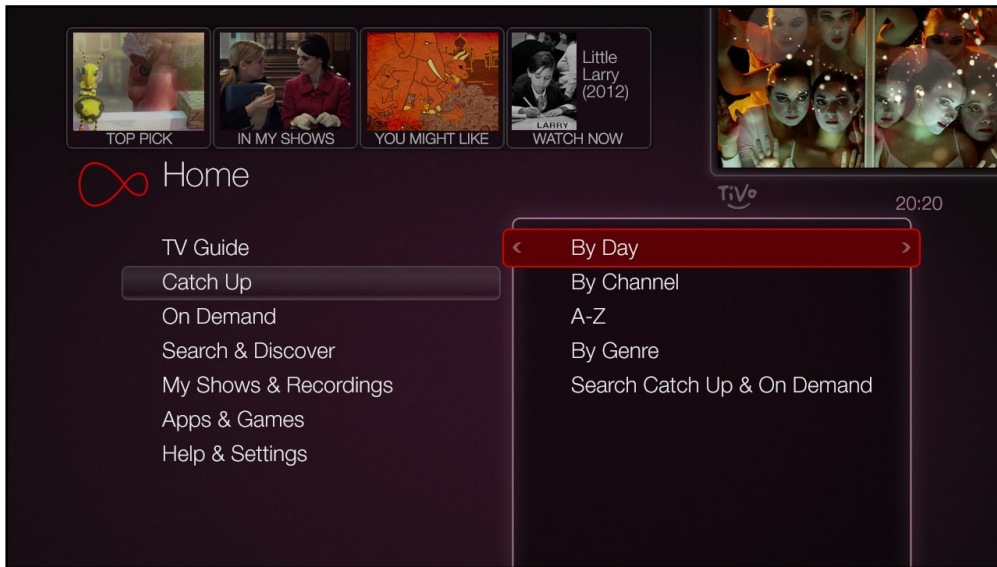 Little
Larry
(2012)
LARRY
TOP PICK
IN MY SHOWS
YOU MIGHT LIKE
WATCH NOW
Home
TiVo
20:20
TV Guide
Catch Up
On Demand
Search & Discover
My Shows & Recordings
Apps & Games
Help & Settings
By Day
By Channel
A-Z
By Genre
Search Catch Up & On Demand